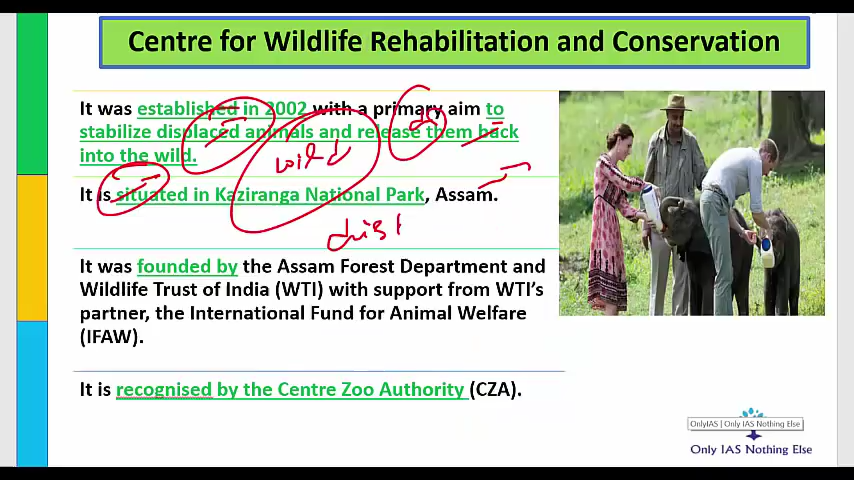 Centre for Wildlife Rehabilitation and Conservation
It was established in 2002 with a primary aim to
stabilize displaced animals and release them back
into the wild.
wild
It is situated in Kaziranga National Park, Assam.
It was founded by the Assam Forest Department and
Wildlife Trust of India (WTI) with support from WTI's
partner, the International Fund for Animal Welfare
(IFAW).
It is recognised by the Centre Zoo Authority (CZA).
OnlyIAS | Only IAS Nothing Else
Only IAS Nothing Else